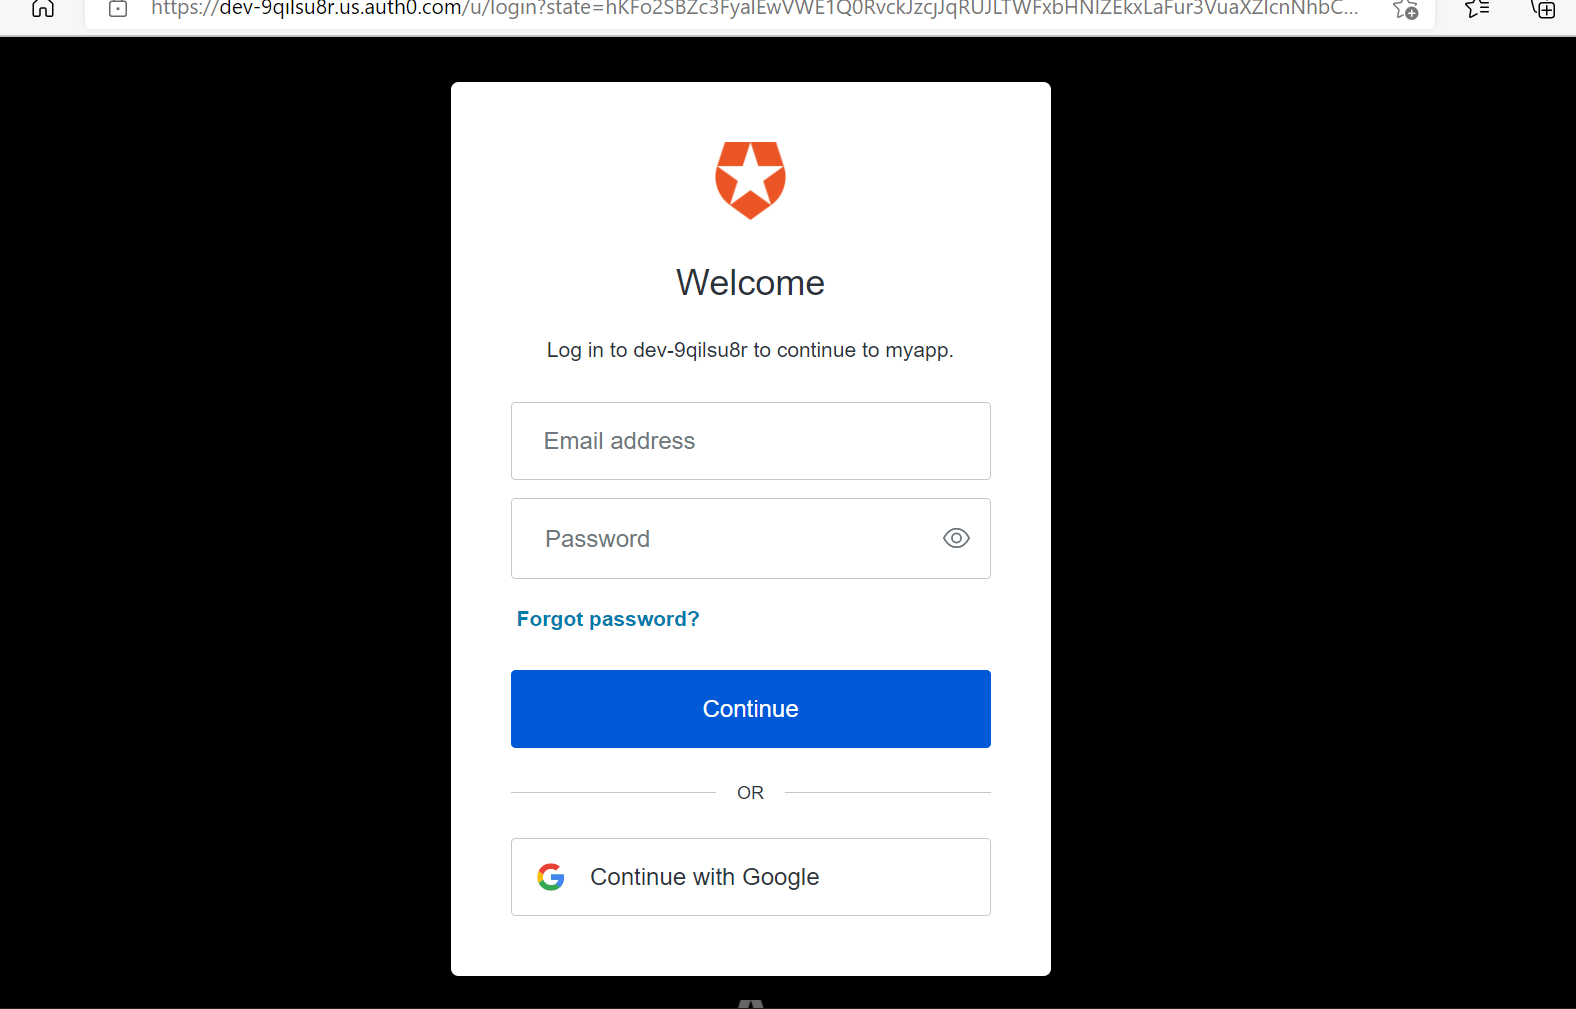 https://dev-9qilsu8r.us.auth0.com/u/login?state=
Welcome
Log in to dev-9qilsu8r to continue to myapp.
Email address
Password
Forgot password?
Continue
OR
Continue with Google